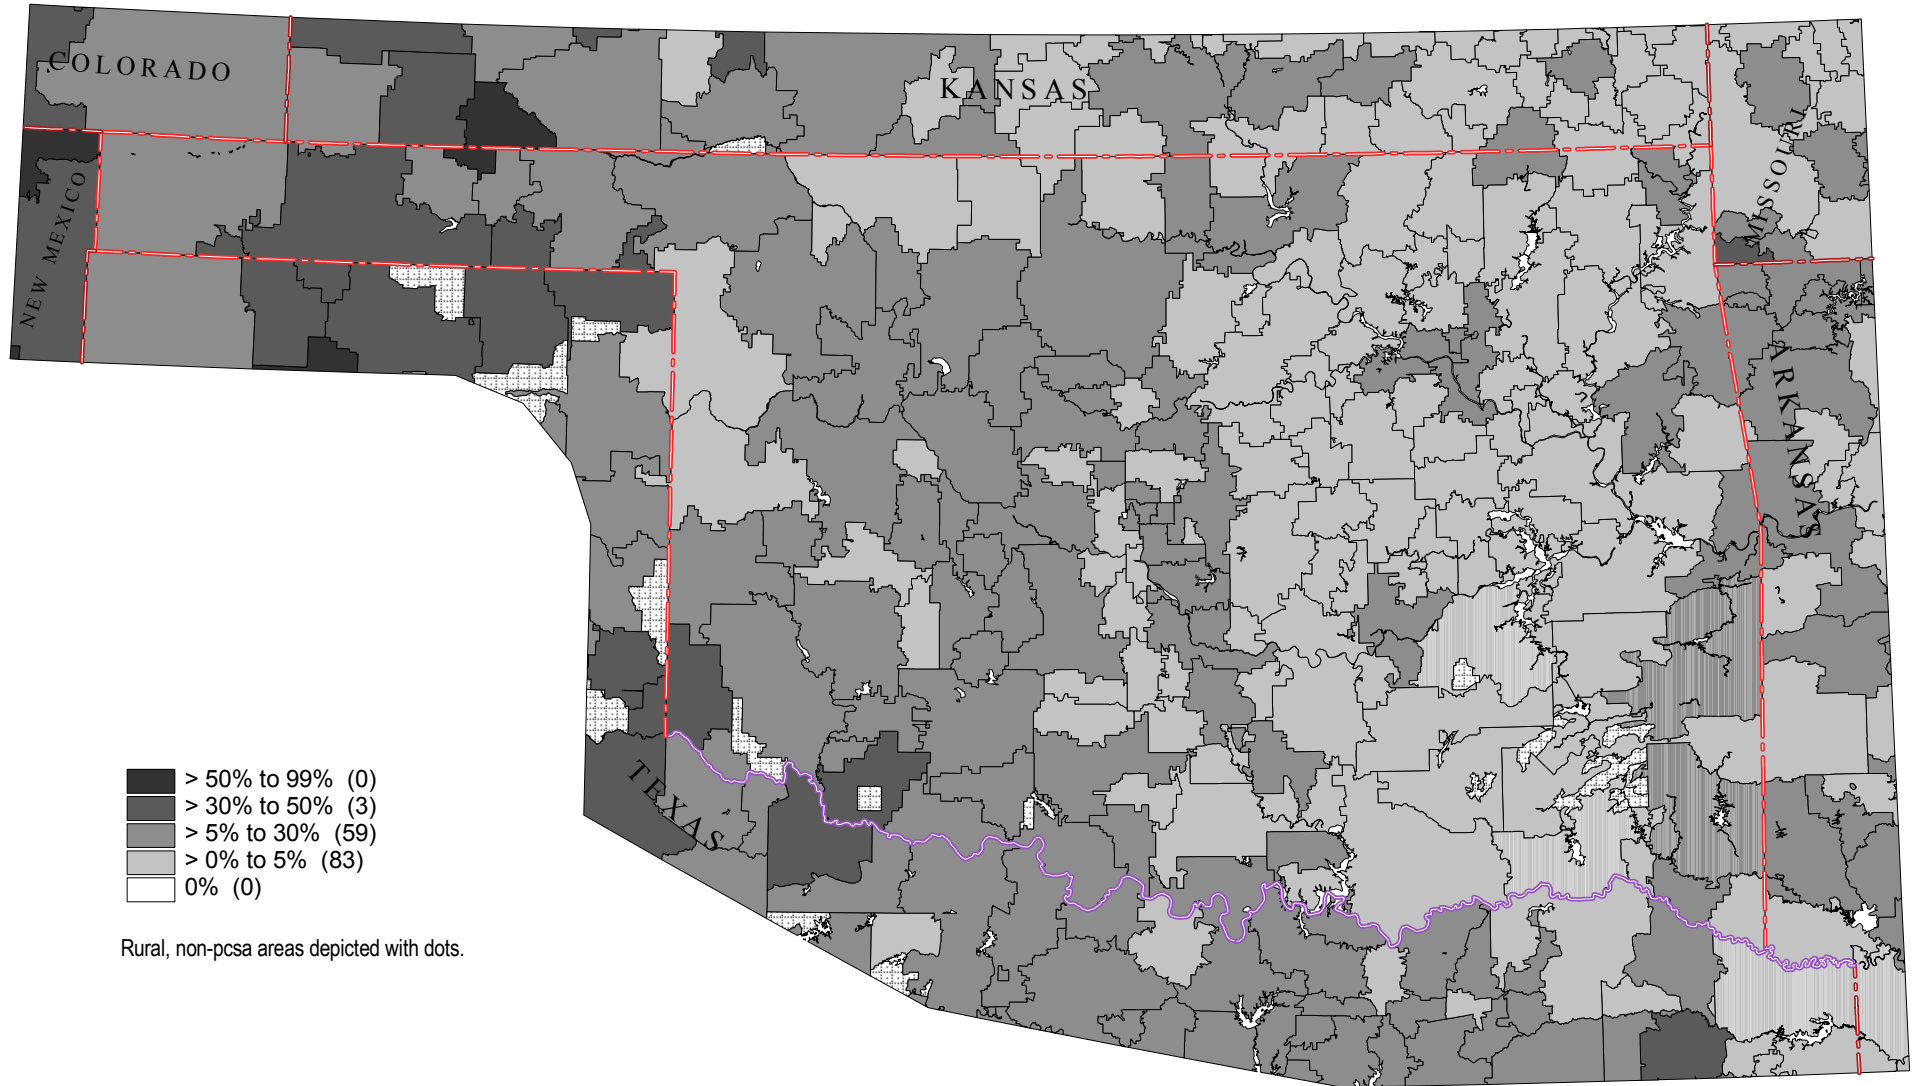 COLORADO
KANSAS
MISSOURI
NEW MEXICO
ARKANSAS
TEXAS
> 50% to 99% (0)
> 30% to 50% (3)
> 5% to 30% (59)
> 0% to 5% (83)
0% (0)
Rural, non-pcsa areas depicted with dots.